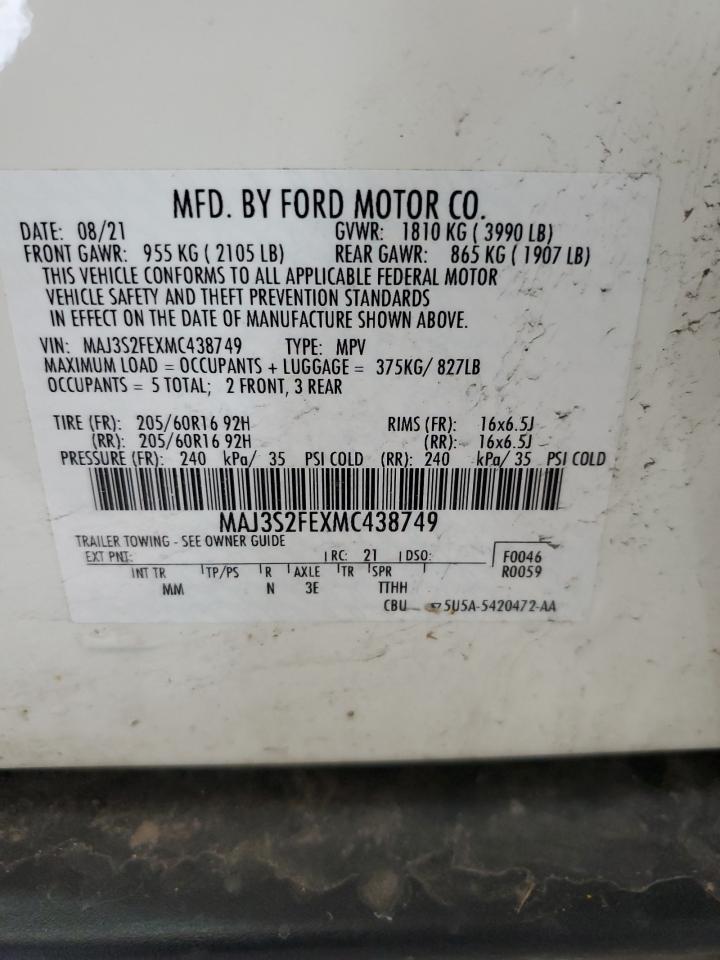 MFD. BY FORD MOTOR CO.
DATE: 08/21 GVWR: 1810 KG ( 3990 LB)
FRONT GAWR: 955 KG ( 2105 LB) REAR GAWR: 865 KG ( 1907 LB)
THIS VEHICLE CONFORMS TO ALL APPLICABLE FEDERAL MOTOR
VEHICLE SAFETY AND THEFT PREVENTION STANDARDS
IN EFFECT ON THE DATE OF MANUFACTURE SHOWN ABOVE.
VIN: MAJ3S2FEXMC438749 TYPE: MPV
MAXIMUM LOAD = OCCUPANTS + LUGGAGE = 375KG/ 827LB
OCCUPANTS = 5 TOTAL; 2 FRONT, 3 REAR
TIRE (FR): 205/60R16 92H RIMS (FR): 16x6.5J
(RR): 205/60R16 92H (RR): 16x6.5J
PRESSURE (FR): 240 kPa/ 35 PSI COLD (RR): 240 kPa/ 35 PSI COLD
MAJ3S2FEXMC438749
TRAILER TOWING - SEE OWNER GUIDE
EXT PNT: RC: 21 DSO: F0046
INT TR TP/PS R AXLE TR SPR R0059
MM N 3E TTHH
CBU 5U5A-5420472-AA